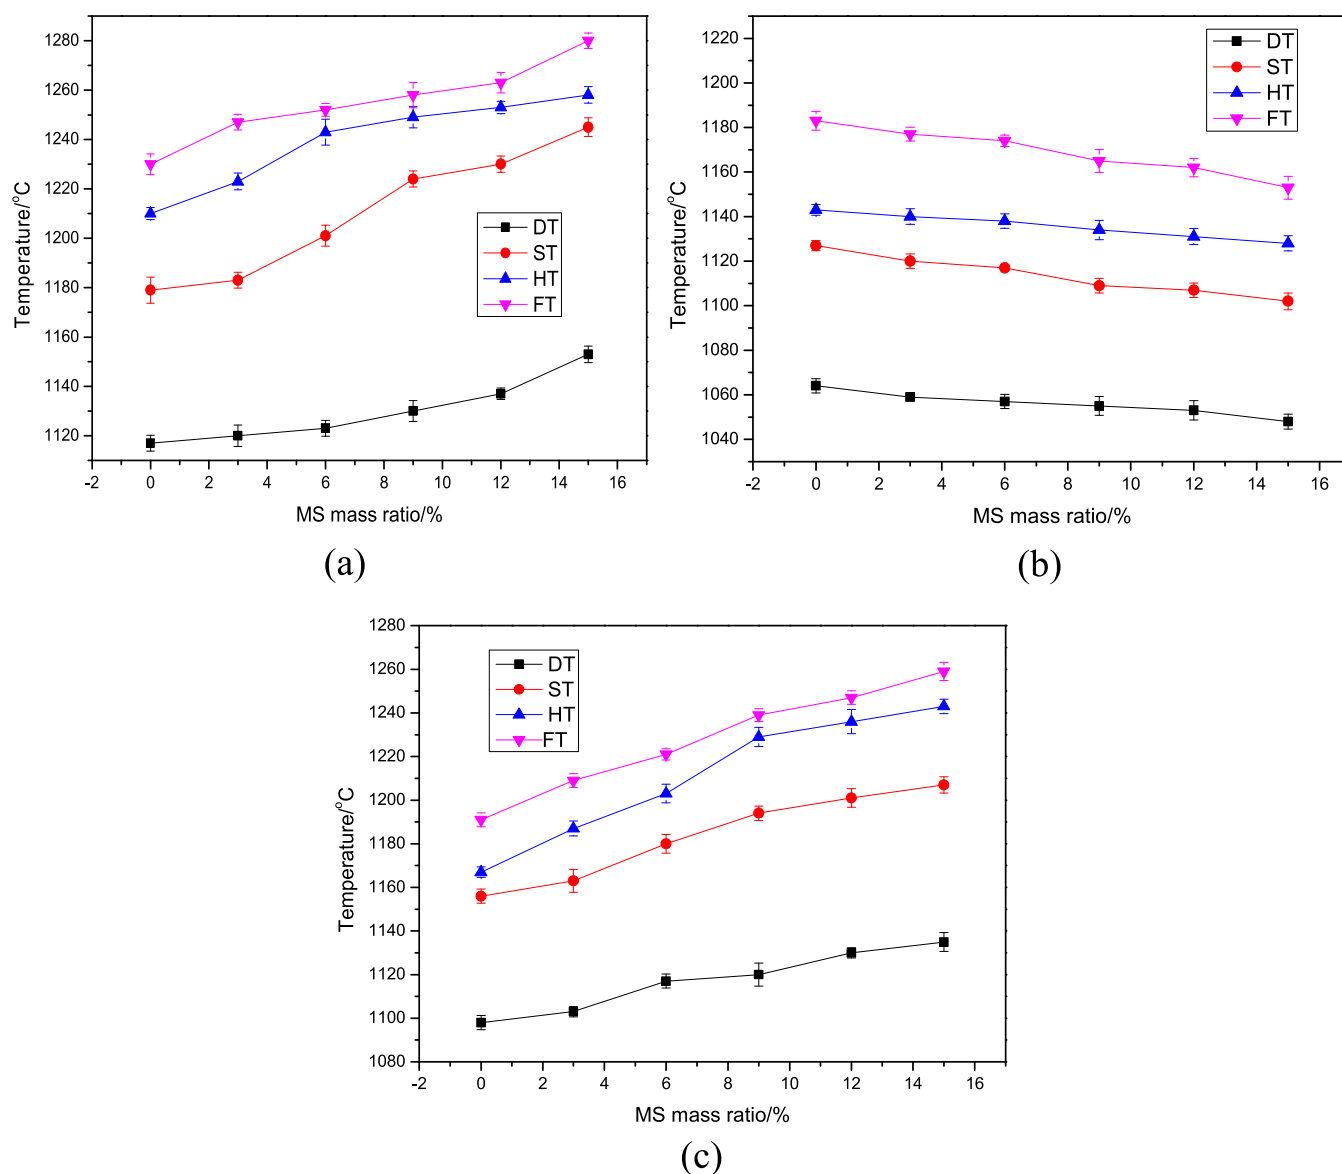 1280
1260
1240
1220
1200
1180
1160
1140
1120
Temperature/°C
DT
ST
HT
FT
-2 0 2 4 6 8 10 12 14 16
MS mass ratio/%
(a)
1220
1200
1180
1160
1140
1120
1100
1080
1060
1040
Temperature/°C
DT
ST
HT
FT
-2 0 2 4 6 8 10 12 14 16
MS mass ratio/%
(b)
1280
1260
1240
1220
1200
1180
1160
1140
1120
1100
1080
Temperature/°C
DT
ST
HT
FT
-2 0 2 4 6 8 10 12 14 16
MS mass ratio/%
(c)